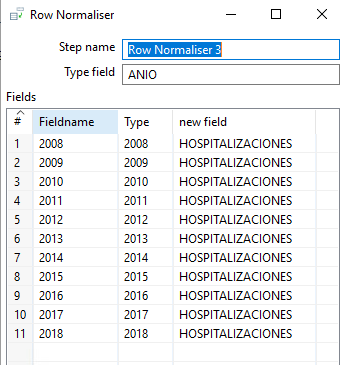 Row Normaliser
Step name Row Normaliser 3
Type field ANIO
Fields
# Fieldname Type new field
1 2008 2008 HOSPITALIZACIONES
2 2009 2009 HOSPITALIZACIONES
3 2010 2010 HOSPITALIZACIONES
4 2011 2011 HOSPITALIZACIONES
5 2012 2012 HOSPITALIZACIONES
6 2013 2013 HOSPITALIZACIONES
7 2014 2014 HOSPITALIZACIONES
8 2015 2015 HOSPITALIZACIONES
9 2016 2016 HOSPITALIZACIONES
10 2017 2017 HOSPITALIZACIONES
11 2018 2018 HOSPITALIZACIONES